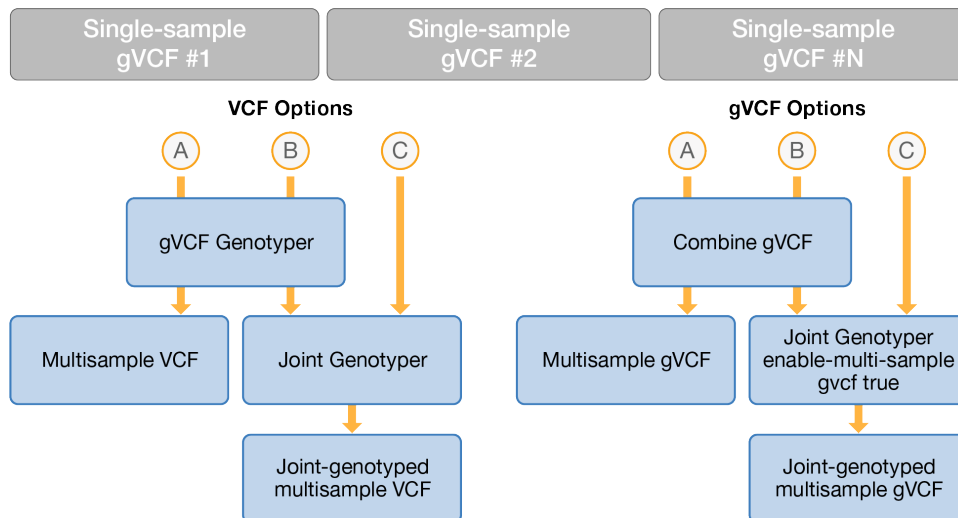 Single-sample
gVCF #1
Single-sample
gVCF #2
Single-sample
gVCF #N
VCF Options
A
B
C
gVCF Genotyper
Multisample VCF
Joint Genotyper
Joint-genotyped
multisample VCF
gVCF Options
A
B
C
Combine gVCF
Multisample gVCF
Joint Genotyper
enable-multi-sample
gvcf true
Joint-genotyped
multisample gVCF